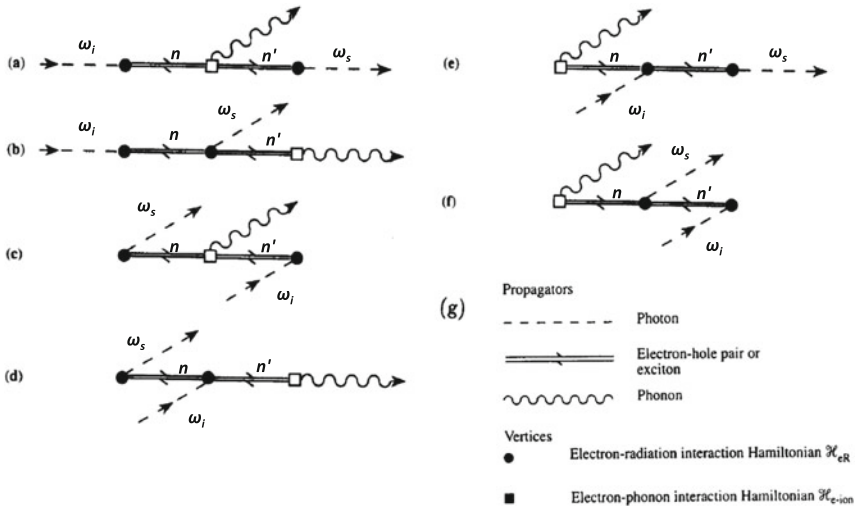 (a) ω_i n n' ω_s
(b) ω_i n ω_s n'
(c) ω_s n n' ω_i
(d) ω_s n n' ω_i
(e) n n' ω_s ω_i
(f) n ω_s n' ω_i
(g)
Propagators
Photon
Electron-hole pair or
exciton
Phonon
Vertices
Electron-radiation interaction Hamiltonian ℋ_eR
Electron-phonon interaction Hamiltonian ℋ_e-ion